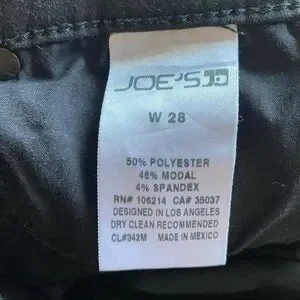 JOE'S
W 28
50% POLYESTER
46% MODAL
4% SPANDEX
RN# 106214 CA# 35037
DESIGNED IN LOS ANGELES
DRY CLEAN RECOMMENDED
CL#342M MADE IN MEXICO